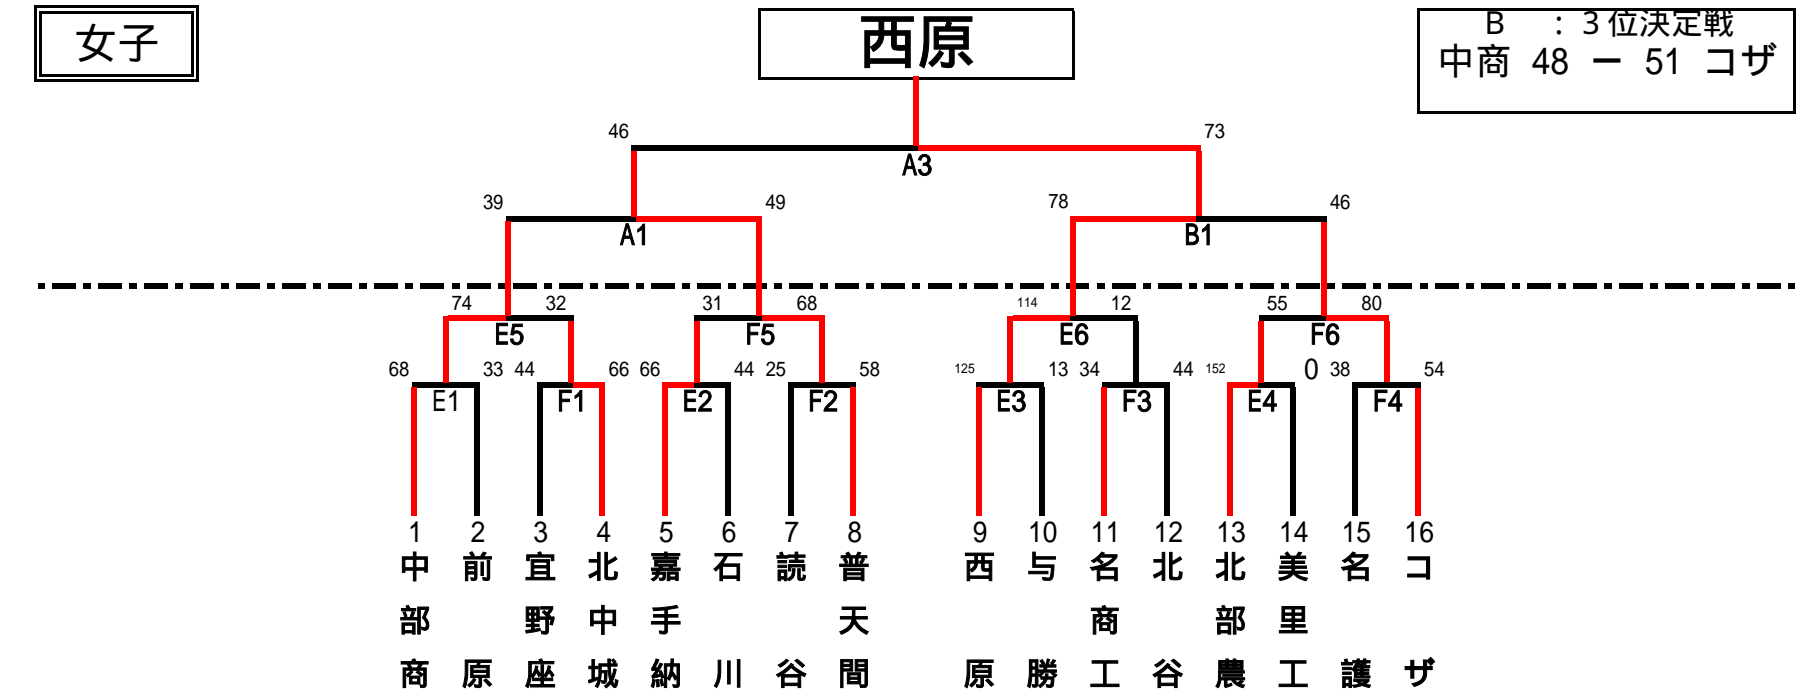 女子
西原
B ：３位決定戦
中商 48 ー 51 コザ
46 73
A3
39 49 78 46
A1 B1
74 32 31 68 114 12 55 80
E5 F5 E6 F6
68 33 44 66 66 44 25 58 125 13 34 44 152 0 38 54
E1 F1 E2 F2 E3 F3 E4 F4
1 2 3 4 5 6 7 8 9 10 11 12 13 14 15 16
中部商
前原
宜野座
北中城
嘉手納
石川
読谷
普天間
西原
与勝
名商工
北谷
北部農
美里工
名護
コザ